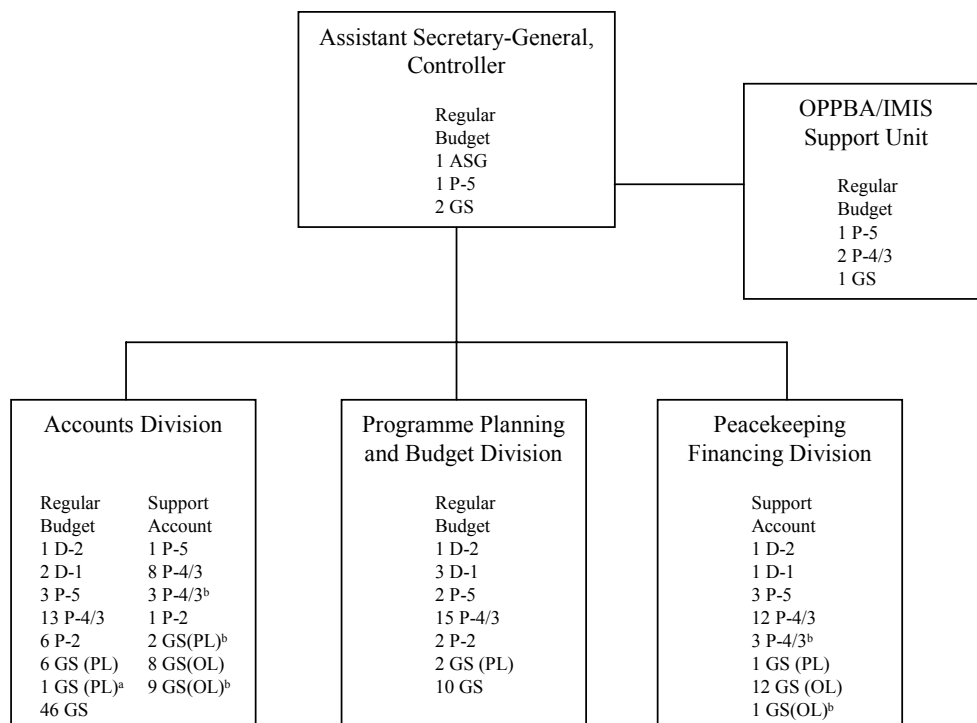 Assistant Secretary-General,
Controller
Regular
Budget
1 ASG
1 P-5
2 GS
OPPBA/IMIS
Support Unit
Regular
Budget
1 P-5
2 P-4/3
1 GS
Accounts Division
Regular
Budget
1 D-2
2 D-1
3 P-5
13 P-4/3
6 P-2
6 GS (PL)
1 GS (PL)ᵃ
46 GS
Support
Account
1 P-5
8 P-4/3
3 P-4/3ᵇ
1 P-2
2 GS(PL)ᵇ
8 GS(OL)
9 GS(OL)ᵇ
Programme Planning
and Budget Division
Regular
Budget
1 D-2
3 D-1
2 P-5
15 P-4/3
2 P-2
2 GS (PL)
10 GS
Peacekeeping
Financing Division
Support
Account
1 D-2
1 D-1
3 P-5
12 P-4/3
3 P-4/3ᵇ
1 GS (PL)
12 GS (OL)
1 GS(OL)ᵇ